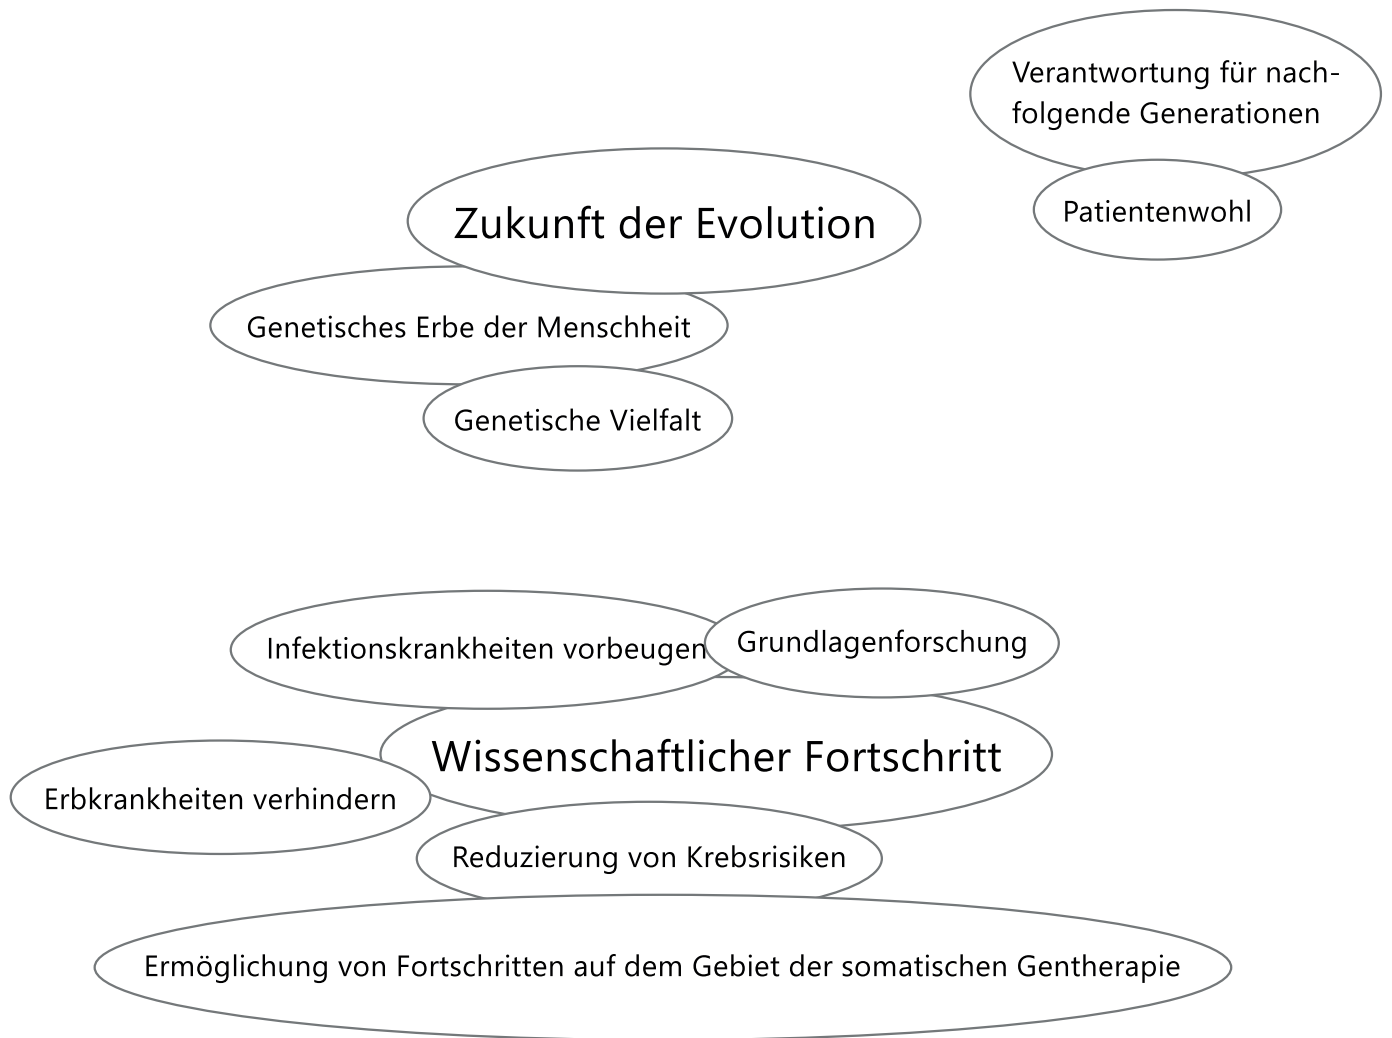 Verantwortung für nach-
folgende Generationen
Patientenwohl
Zukunft der Evolution
Genetisches Erbe der Menschheit
Genetische Vielfalt
Infektionskrankheiten vorbeugen
Grundlagenforschung
Wissenschaftlicher Fortschritt
Erbkrankheiten verhindern
Reduzierung von Krebsrisiken
Ermöglichung von Fortschritten auf dem Gebiet der somatischen Gentherapie